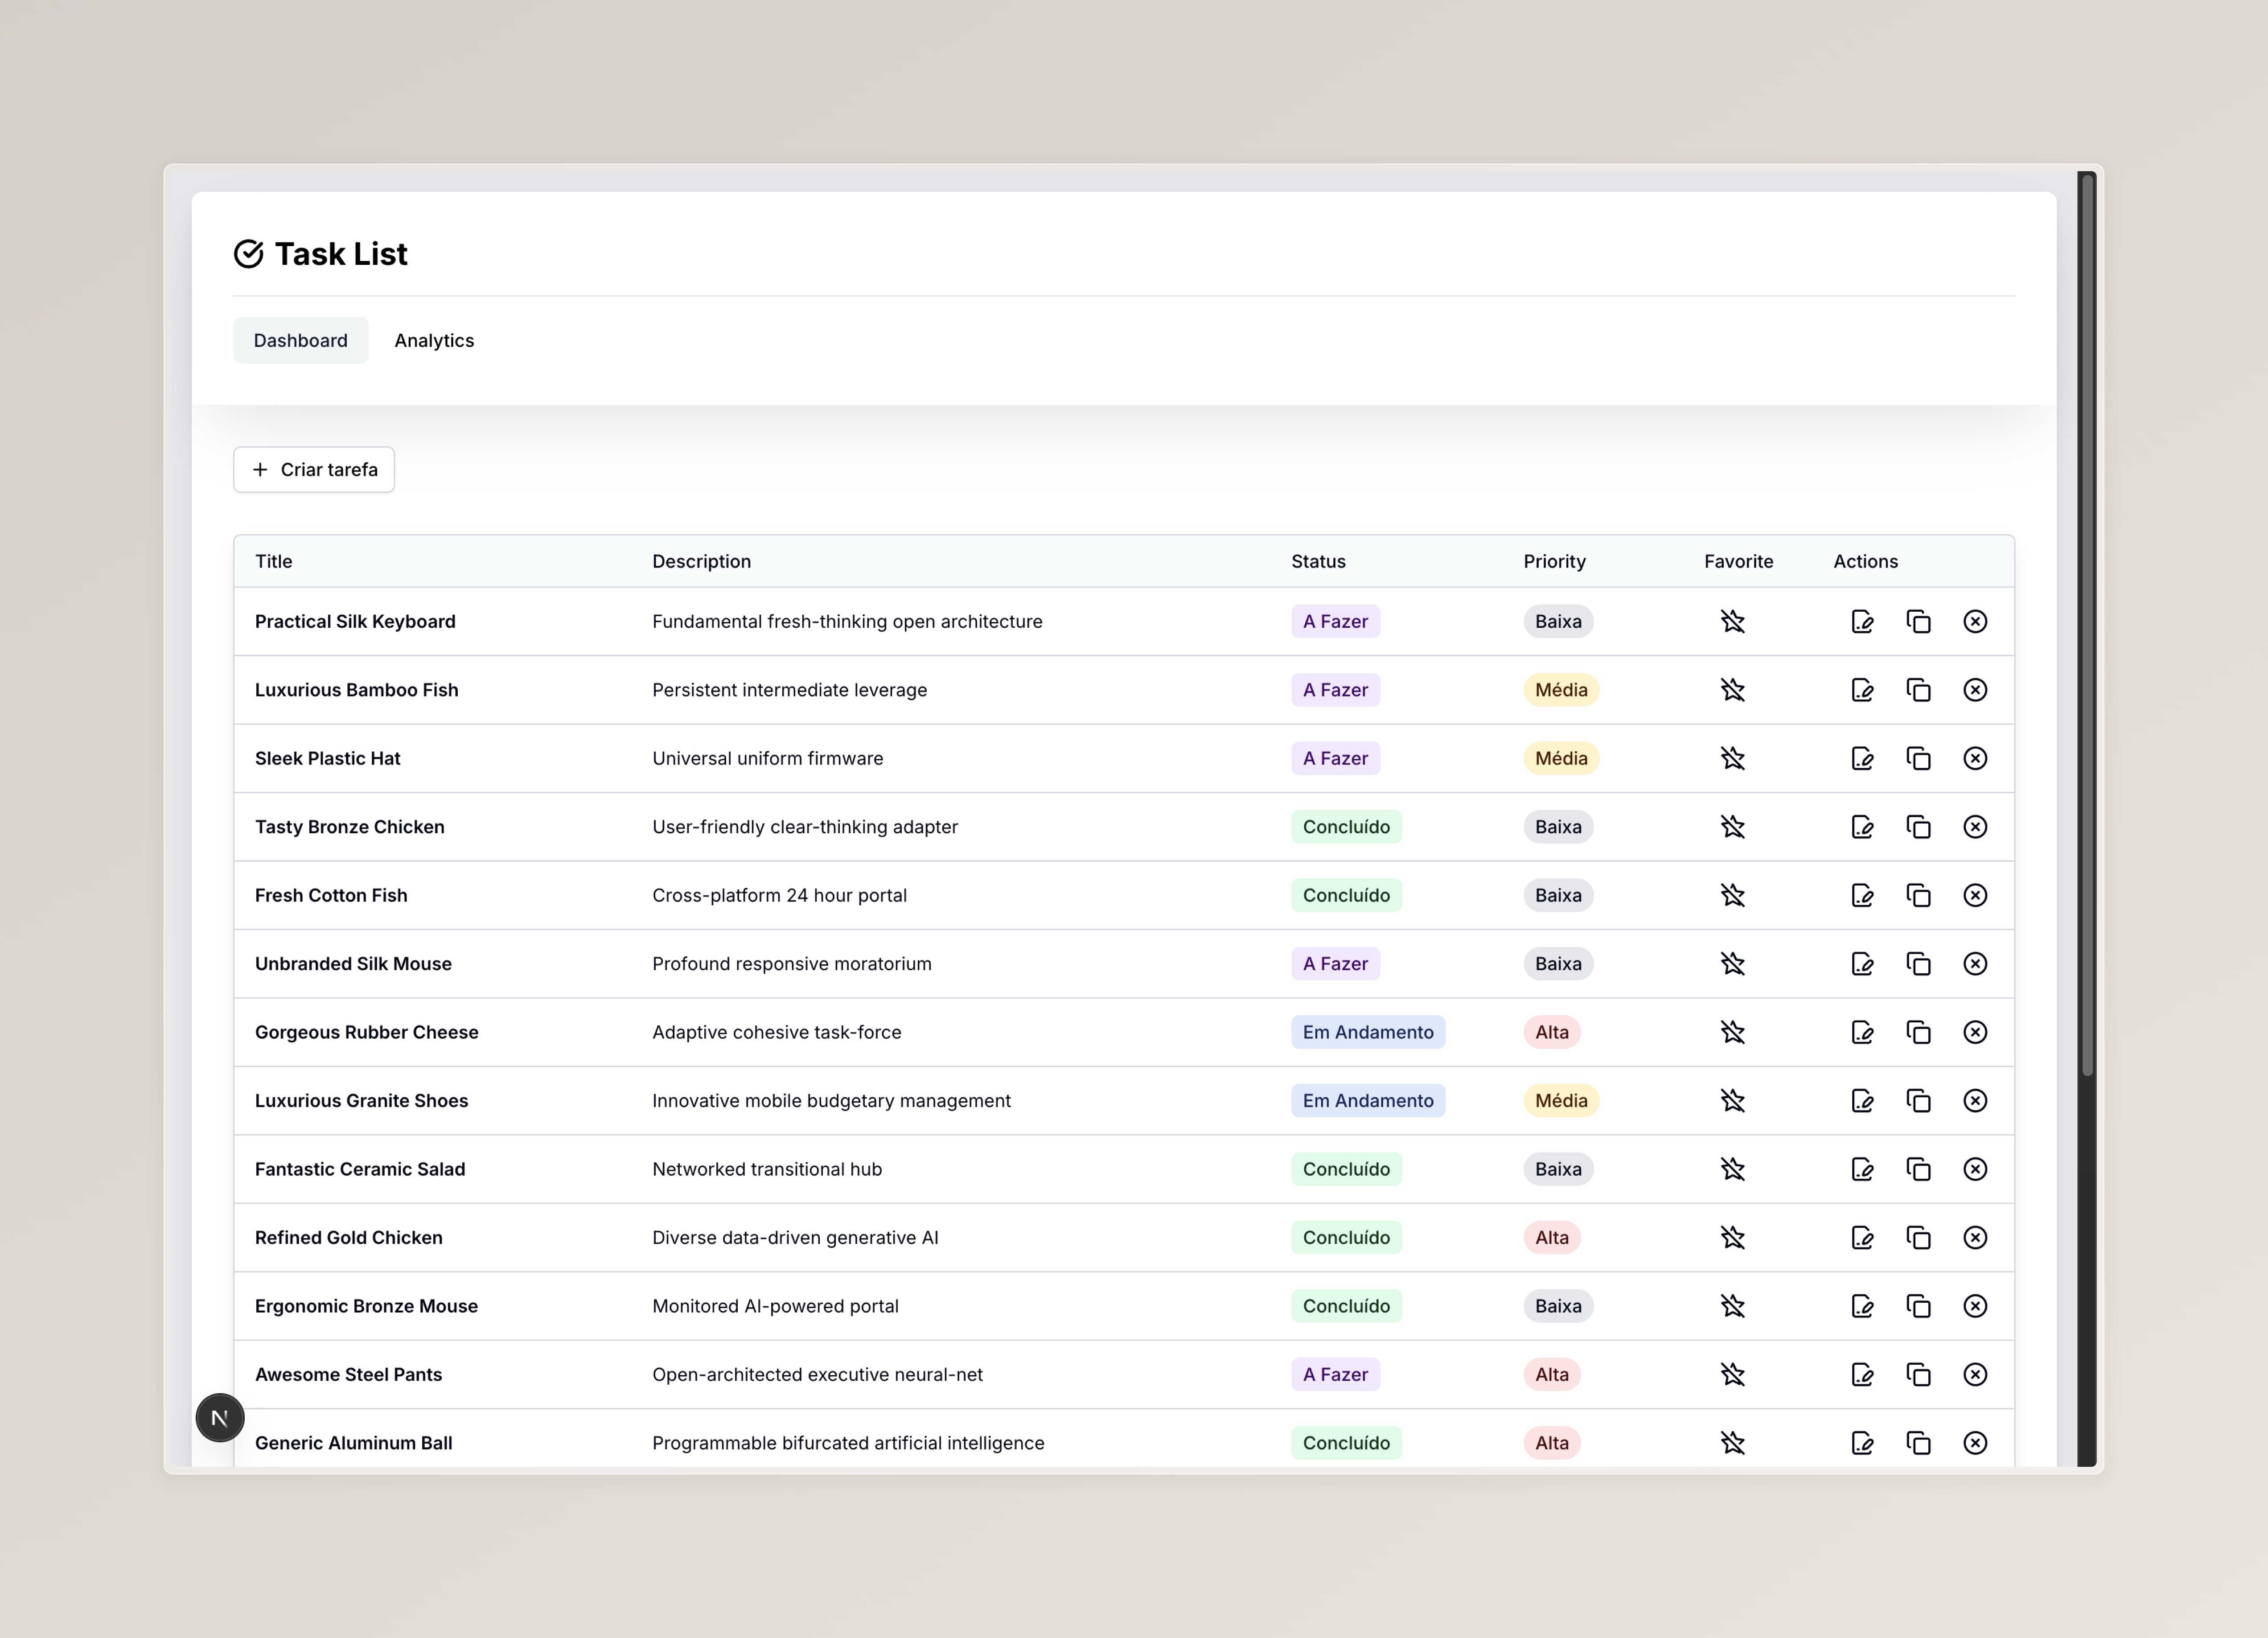 Task List
Dashboard Analytics
Criar tarefa
Title Description Status Priority Favorite Actions
Practical Silk Keyboard Fundamental fresh-thinking open architecture A Fazer Baixa
Luxurious Bamboo Fish Persistent intermediate leverage A Fazer Média
Sleek Plastic Hat Universal uniform firmware A Fazer Média
Tasty Bronze Chicken User-friendly clear-thinking adapter Concluído Baixa
Fresh Cotton Fish Cross-platform 24 hour portal Concluído Baixa
Unbranded Silk Mouse Profound responsive moratorium A Fazer Baixa
Gorgeous Rubber Cheese Adaptive cohesive task-force Em Andamento Alta
Luxurious Granite Shoes Innovative mobile budgetary management Em Andamento Média
Fantastic Ceramic Salad Networked transitional hub Concluído Baixa
Refined Gold Chicken Diverse data-driven generative AI Concluído Alta
Ergonomic Bronze Mouse Monitored AI-powered portal Concluído Baixa
Awesome Steel Pants Open-architected executive neural-net A Fazer Alta
N
Generic Aluminum Ball Programmable bifurcated artificial intelligence Concluído Alta